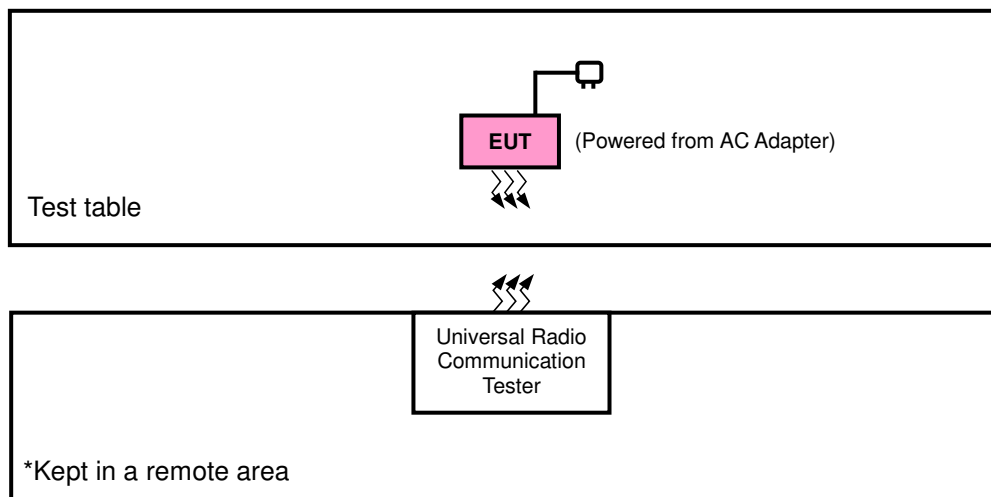 EUT
(Powered from AC Adapter)
Test table
Universal Radio
Communication
Tester
*Kept in a remote area